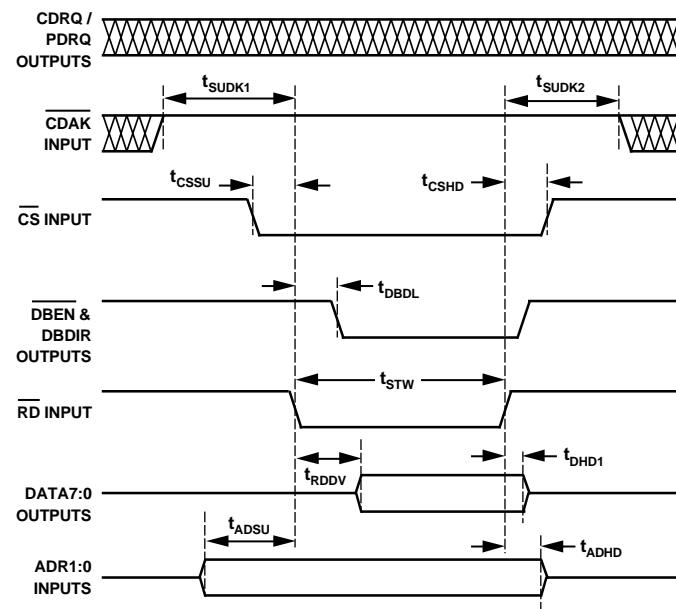 CDRQ /
PDRQ
OUTPUTS
tSUDK1
tSUDK2
CDAK
INPUT
tCSSU
tCSHD
CS INPUT
tDBDL
DBEN &
DBDIR
OUTPUTS
tSTW
RD INPUT
tRDDV
tDHD1
DATA7:0
OUTPUTS
tADSU
tADHD
ADR1:0
INPUTS